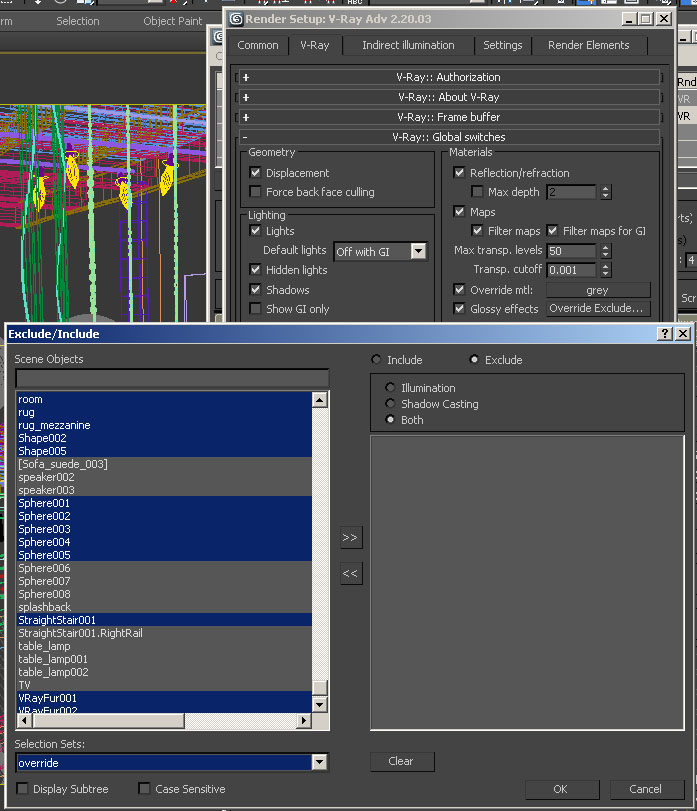 ABC
Render Setup: V-Ray Adv 2.20.03
Selection
Object Paint
Common
V-Ray
Indirect illumination
Settings
Render Elements
+ V-Ray:: Authorization
+ V-Ray:: About V-Ray
+ V-Ray:: Frame buffer
- V-Ray:: Global switches
Rnd
VR
VR
Geometry
Displacement
Force back face culling
Lighting
Lights
Default lights Off with GI
Hidden lights
Shadows
Show GI only
Materials
Reflection/refraction
Max depth 2
Maps
Filter maps Filter maps for GI
Max transp. levels 50
Transp. cutoff 0.001
Override mtl: grey
Glossy effects Override Exclude...
4
Scr
Exclude/Include
Scene Objects
room
rug
rug_mezzanine
Shape002
Shape005
[Sofa_suede_003]
speaker002
speaker003
Sphere001
Sphere002
Sphere003
Sphere004
Sphere005
Sphere006
Sphere007
Sphere008
splashback
StraightStair001
StraightStair001.RightRail
table_lamp
table_lamp001
table_lamp002
TV
VRayFur001
VRayFur002
>>
<<
Include Exclude
Illumination
Shadow Casting
Both
Selection Sets:
override
Display Subtree Case Sensitive
Clear
OK Cancel